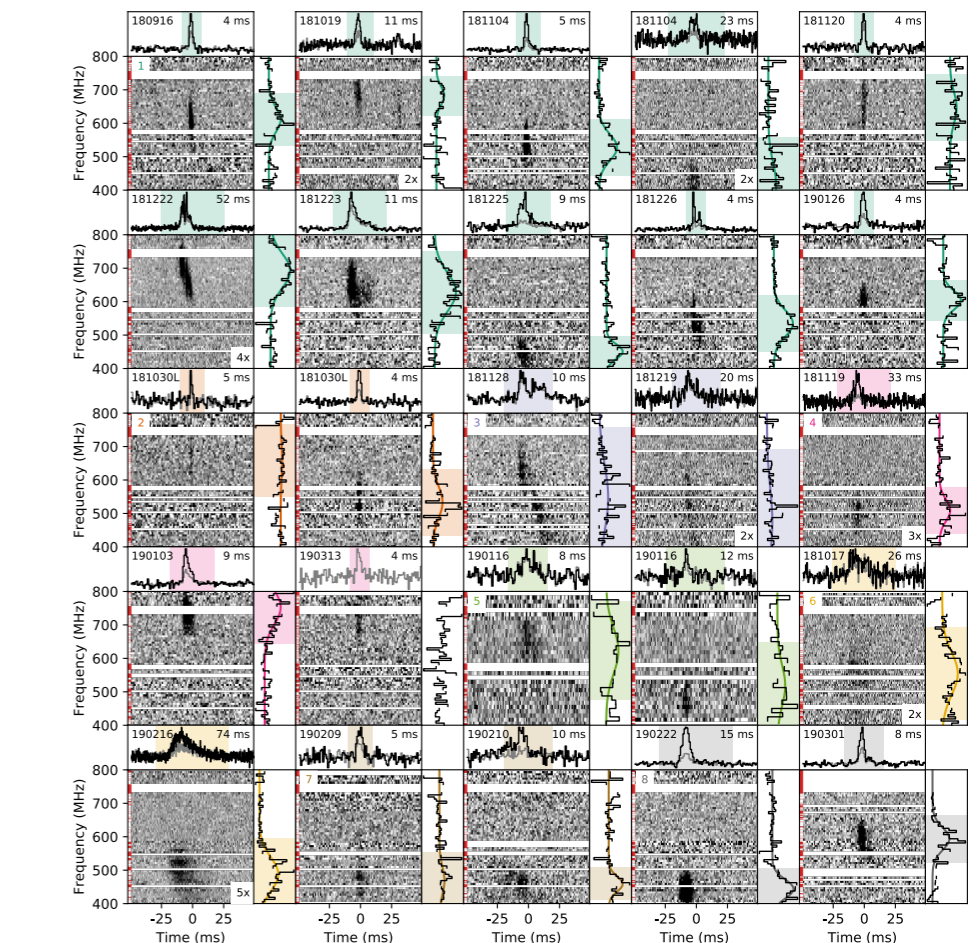 180916 4 ms 181019 11 ms 181104 5 ms 181104 23 ms 181120 4 ms
800 700 600 500 400
Frequency (MHz)
1
2x 2x
181222 52 ms 181223 11 ms 181225 9 ms 181226 4 ms 190126 4 ms
800 700 600 500 400
Frequency (MHz)
4x
181030L 5 ms 181030L 4 ms 181128 10 ms 181219 20 ms 181119 33 ms
800 700 600 500 400
Frequency (MHz)
2 3 4
2x 3x
190103 9 ms 190313 4 ms 190116 8 ms 190116 12 ms 181017 26 ms
800 700 600 500 400
Frequency (MHz)
5 6
2x
190216 74 ms 190209 5 ms 190210 10 ms 190222 15 ms 190301 8 ms
800 700 600 500 400
Frequency (MHz)
7 8
5x
-25 0 25 -25 0 25 -25 0 25 -25 0 25 -25 0 25
Time (ms) Time (ms) Time (ms) Time (ms) Time (ms)